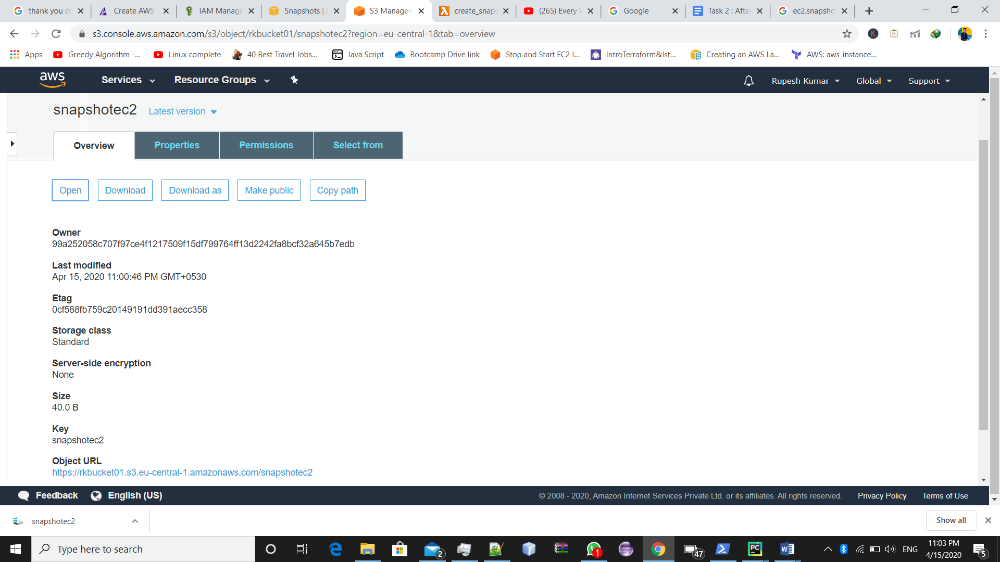 thank you co
Create AWS
IAM Manage
Snapshots |
S3 Managem
create_snaps
(265) Every
Google
Task 2 : After
ec2.snapsho
s3.console.aws.amazon.com/s3/object/rkbucket01/snapshotec2?region=eu-central-1&tab=overview
K
Apps
Greedy Algorithm -...
Linux complete
40 Best Travel Jobs...
Java Script
Bootcamp Drive link
Stop and Start EC2 I...
IntroTerraform&Ist...
Creating an AWS La...
AWS: aws_instance...
aws
Services
Resource Groups
Rupesh Kumar
Global
Support
snapshotec2
Latest version
Overview
Properties
Permissions
Select from
Open
Download
Download as
Make public
Copy path
Owner
99a252058c707f97ce4f1217509f15df799764ff13d2242fa8bcf32a645b7edb
Last modified
Apr 15, 2020 11:00:46 PM GMT+0530
Etag
0cf588fb759c20149191dd391aecc358
Storage class
Standard
Server-side encryption
None
Size
40.0 B
Key
snapshotec2
Object URL
https://rkbucket01.s3.eu-central-1.amazonaws.com/snapshotec2
Feedback
English (US)
© 2008 - 2020, Amazon Internet Services Private Ltd. or its affiliates. All rights reserved.
Privacy Policy
Terms of Use
snapshotec2
Show all
Type here to search
2
1
47
PC
W
ENG
11:03 PM
4/15/2020
5